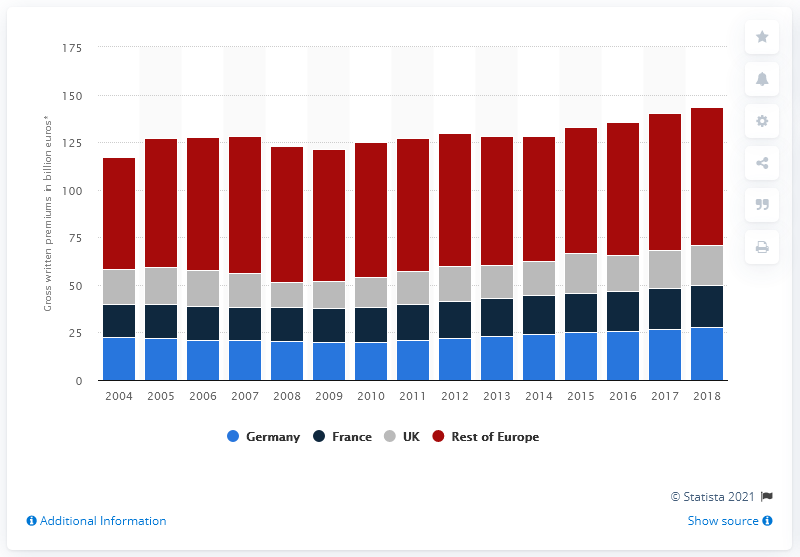 175
150
125
100
75
50
25
0
Gross written premiums in billion euros*
2004 2005 2006 2007 2008 2009 2010 2011 2012 2013 2014 2015 2016 2017 2018
Germany France UK Rest of Europe
© Statista 2021
Additional Information Show source